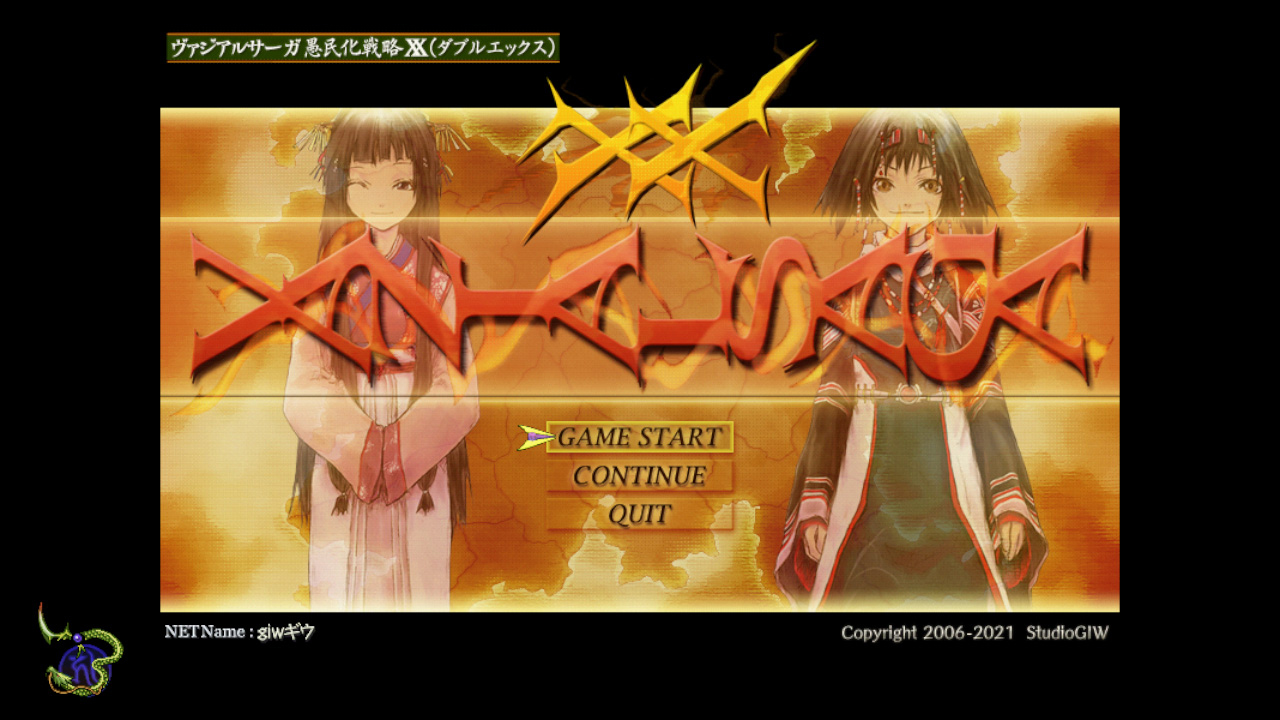 ヴァジアルサーガ愚民化戦略XX(ダブルエックス)
XX
GAME START
CONTINUE
QUIT
NET Name : giwギウ
Copyright 2006-2021 StudioGIW